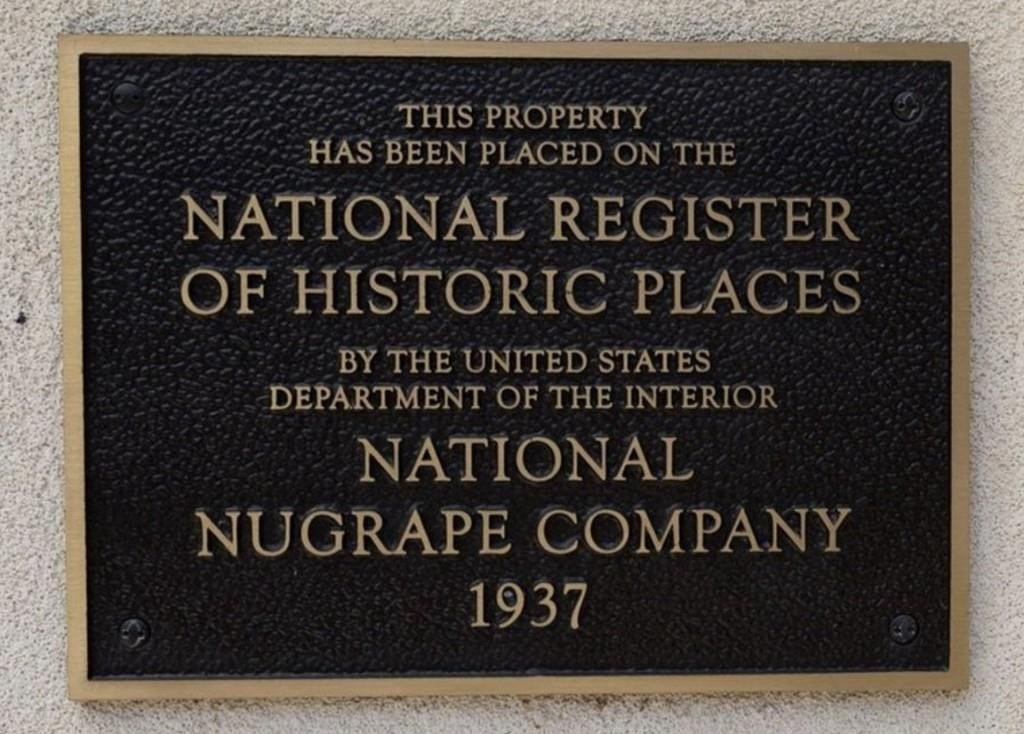 THIS PROPERTY
HAS BEEN PLACED ON THE
NATIONAL REGISTER
OF HISTORIC PLACES
BY THE UNITED STATES
DEPARTMENT OF THE INTERIOR
NATIONAL
NUGRAPE COMPANY
1937